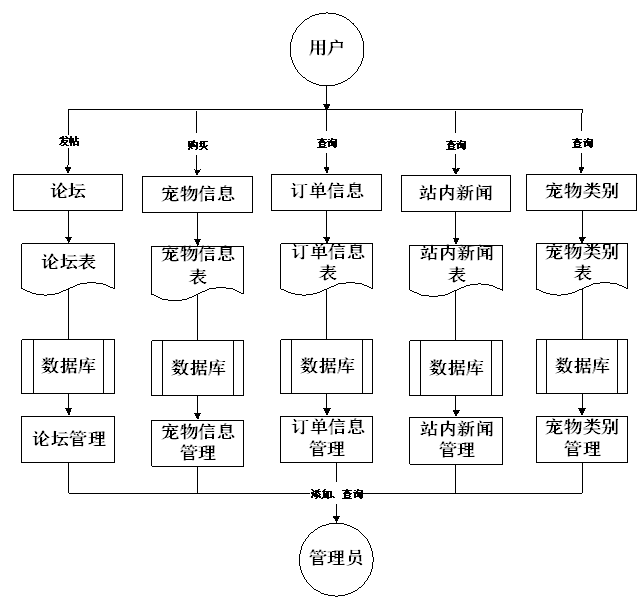 用户
发帖
购买
查询
查询
查询
论坛
宠物信息
订单信息
站内新闻
宠物类别
论坛表
宠物信息
表
订单信息
表
站内新闻
表
宠物类别
表
数据库
数据库
数据库
数据库
数据库
论坛管理
宠物信息
管理
订单信息
管理
站内新闻
管理
宠物类别
管理
添加、查询
管理员